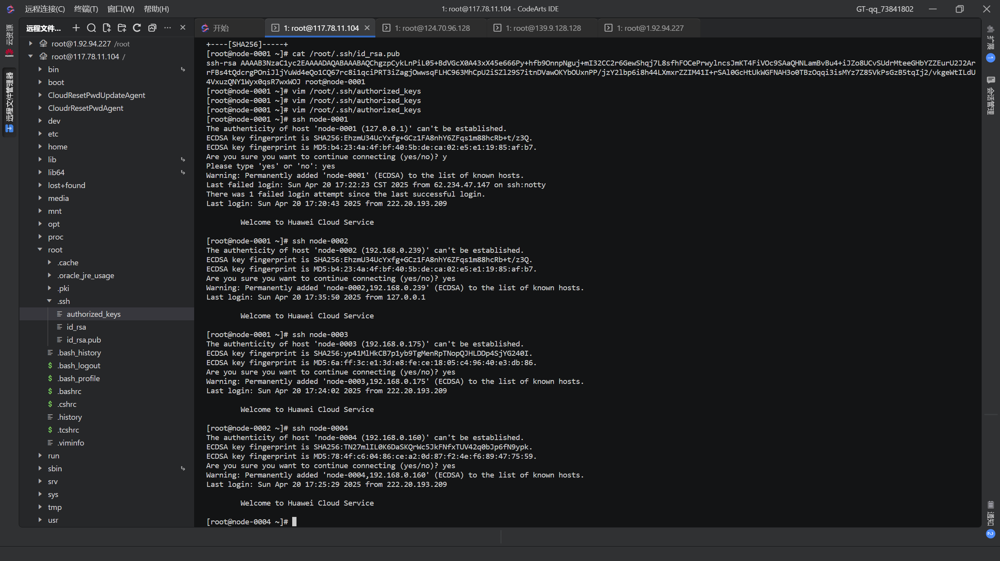 远程连接(C) 终端(T) 窗口(W) 帮助(H)
1: root@117.78.11.104 - CodeArts IDE
GT-qq_73841802
云资源
HUAWEI
远程文件管理器
远程文件...
root@1.92.94.227 /root
root@117.78.11.104 /
bin
boot
CloudResetPwdUpdateAgent
CloudrResetPwdAgent
dev
etc
home
lib
lib64
lost+found
media
mnt
opt
proc
root
.cache
.oracle_jre_usage
.pki
.ssh
authorized_keys
id_rsa
id_rsa.pub
.bash_history
.bash_logout
.bash_profile
.bashrc
.cshrc
.history
.tcshrc
.viminfo
run
sbin
srv
sys
tmp
usr
开始
1: root@117.78.11.104
1: root@124.70.96.128
1: root@139.9.128.128
1: root@1.92.94.227
+----[SHA256]-----+
[root@node-0001 ~]# cat /root/.ssh/id_rsa.pub
ssh-rsa AAAAB3NzaC1yc2EAAAADAQABAAABAQChgzpCykLnPiL05+BdVGcX0A43xX45e666Py+hfb9OnnpNguj+mI32CC2r6GewShqj7L8sfhFOCePrwylncsJmKT4FiVOc9SAaQHNLamBvBu4+iJZo8UCvSUdrMteeGHbYZZEurU2J2Ar
rFBs4tQdcrgPOniJljYuWd4eQo1CQ67rc8i1qciPRT3iZagjOwwsqFLHC963MhCpU2iSZl29S7itnDVawOKYbOUxnPP/jzY2lbp6i8h44LXmxrZZIM41I+rSAl0GcHtUkWGFNAH3o0TBzOqqi3isMYz7Z85VkPsGzB5tqIj2/vkgeWtILdU
4VxuzQNY1Wyx0qsR7wxWOJ root@node-0001
[root@node-0001 ~]# vim /root/.ssh/authorized_keys
[root@node-0001 ~]# vim /root/.ssh/authorized_keys
[root@node-0001 ~]# vim /root/.ssh/authorized_keys
[root@node-0001 ~]# ssh node-0001
The authenticity of host 'node-0001 (127.0.0.1)' can't be established.
ECDSA key fingerprint is SHA256:EhzmU34UcYxfg+GCz1FA8nhY6ZFqs1m88hcRb+t/z3Q.
ECDSA key fingerprint is MD5:b4:23:4a:4f:bf:40:5b:de:ca:02:e5:e1:19:85:af:b7.
Are you sure you want to continue connecting (yes/no)? y
Please type 'yes' or 'no': yes
Warning: Permanently added 'node-0001' (ECDSA) to the list of known hosts.
Last failed login: Sun Apr 20 17:22:23 CST 2025 from 62.234.47.147 on ssh:notty
There was 1 failed login attempt since the last successful login.
Last login: Sun Apr 20 17:20:43 2025 from 222.20.193.209
Welcome to Huawei Cloud Service
[root@node-0001 ~]# ssh node-0002
The authenticity of host 'node-0002 (192.168.0.239)' can't be established.
ECDSA key fingerprint is SHA256:EhzmU34UcYxfg+GCz1FA8nhY6ZFqs1m88hcRb+t/z3Q.
ECDSA key fingerprint is MD5:b4:23:4a:4f:bf:40:5b:de:ca:02:e5:e1:19:85:af:b7.
Are you sure you want to continue connecting (yes/no)? yes
Warning: Permanently added 'node-0002,192.168.0.239' (ECDSA) to the list of known hosts.
Last login: Sun Apr 20 17:35:50 2025 from 127.0.0.1
Welcome to Huawei Cloud Service
[root@node-0001 ~]# ssh node-0003
The authenticity of host 'node-0003 (192.168.0.175)' can't be established.
ECDSA key fingerprint is SHA256:yp41MlHkCB7p1yb9TgMenRpTNopQJHLDDp4SjYG240I.
ECDSA key fingerprint is MD5:6a:ff:3c:e1:3d:e8:fe:ce:18:05:c4:96:40:e3:db:86.
Are you sure you want to continue connecting (yes/no)? yes
Warning: Permanently added 'node-0003,192.168.0.175' (ECDSA) to the list of known hosts.
Last login: Sun Apr 20 17:24:02 2025 from 222.20.193.209
Welcome to Huawei Cloud Service
[root@node-0002 ~]# ssh node-0004
The authenticity of host 'node-0004 (192.168.0.160)' can't be established.
ECDSA key fingerprint is SHA256:TN27mlIL0K6DaSKQrWc5JkFNfxTUV42q0bJp6fN9ypk.
ECDSA key fingerprint is MD5:78:4f:c6:04:86:ce:a2:0d:87:f2:4e:f6:89:47:75:59.
Are you sure you want to continue connecting (yes/no)? yes
Warning: Permanently added 'node-0004,192.168.0.160' (ECDSA) to the list of known hosts.
Last login: Sun Apr 20 17:25:29 2025 from 222.20.193.209
Welcome to Huawei Cloud Service
[root@node-0004 ~]#
扩展
1
会话管理
通知
2